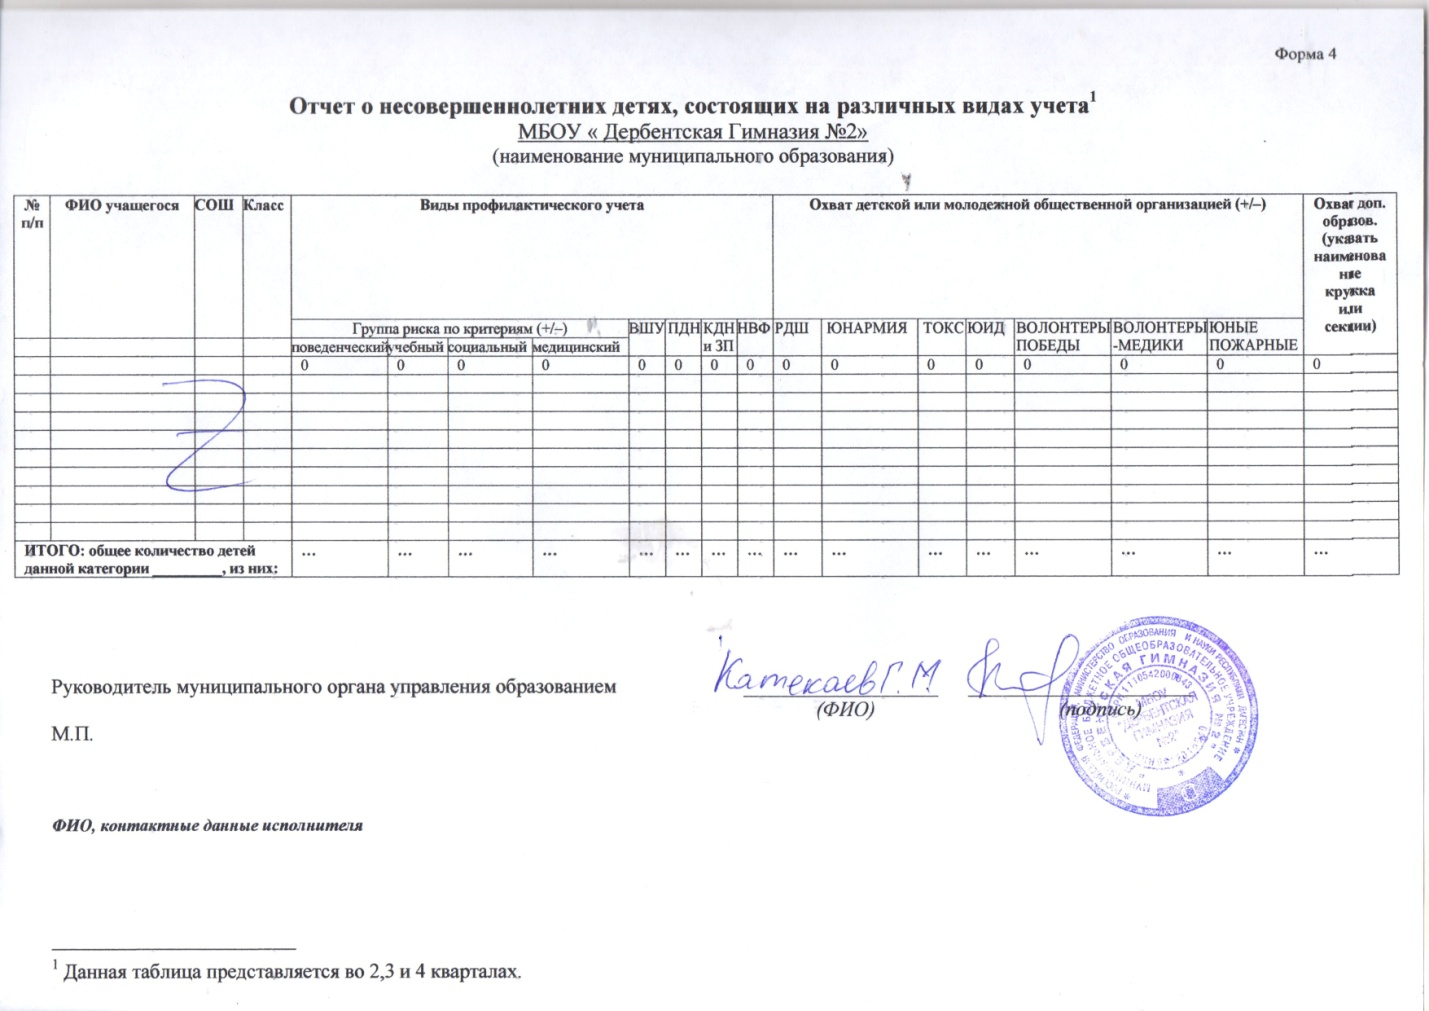 Форма 4
Отчет о несовершеннолетних детях, состоящих на различных видах учета1
МБОУ « Дербентская Гимназия №2»
(наименование муниципального образования)
№ п/п ФИО учащегося СОШ Класс Виды профилактического учета Охват детской или молодежной общественной организацией (+/–) Охват доп. образов. (указать наименование кружка или секции)
Группа риска по критериям (+/–) ВШУ ПДН КДН и ЗП НВФ РДШ ЮНАРМИЯ ТОКС ЮИД ВОЛОНТЕРЫ ПОБЕДЫ ВОЛОНТЕРЫ-МЕДИКИ ЮНЫЕ ПОЖАРНЫЕ
поведенческий учебный социальный медицинский
0 0 0 0 0 0 0 0 0 0 0 0 0 0 0 0
ИТОГО: общее количество детей ... ... ... ... ... ... ... ... ... ... ... ... ... ... ... ...
данной категории __________, из них:
Руководитель муниципального органа управления образованием Катекаев Г.М.
(ФИО) (подпись)
М.П.
МБОУ
"ДЕРБЕНТСКАЯ
ГИМНАЗИЯ
№2"
ФИО, контактные данные исполнителя
1 Данная таблица представляется во 2,3 и 4 кварталах.